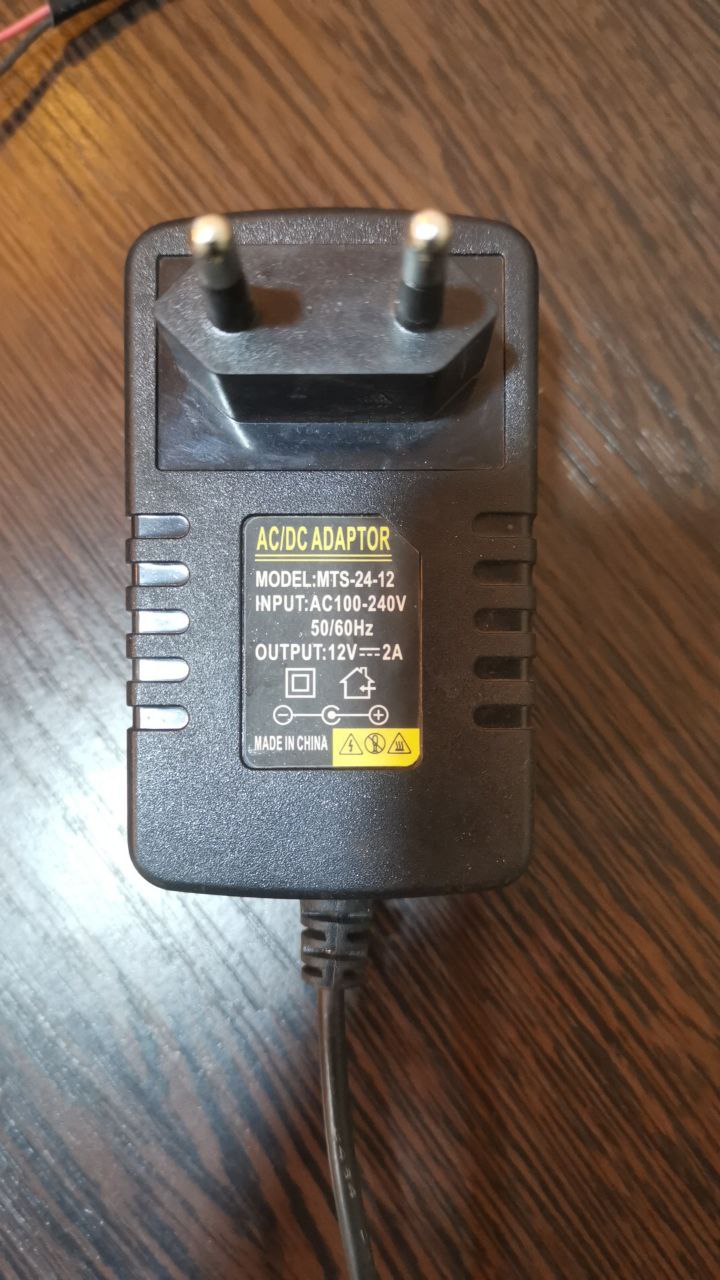 AC/DC ADAPTOR
MODEL:MTS-24-12
INPUT:AC100-240V
50/60Hz
OUTPUT:12V⎓2A
MADE IN CHINA